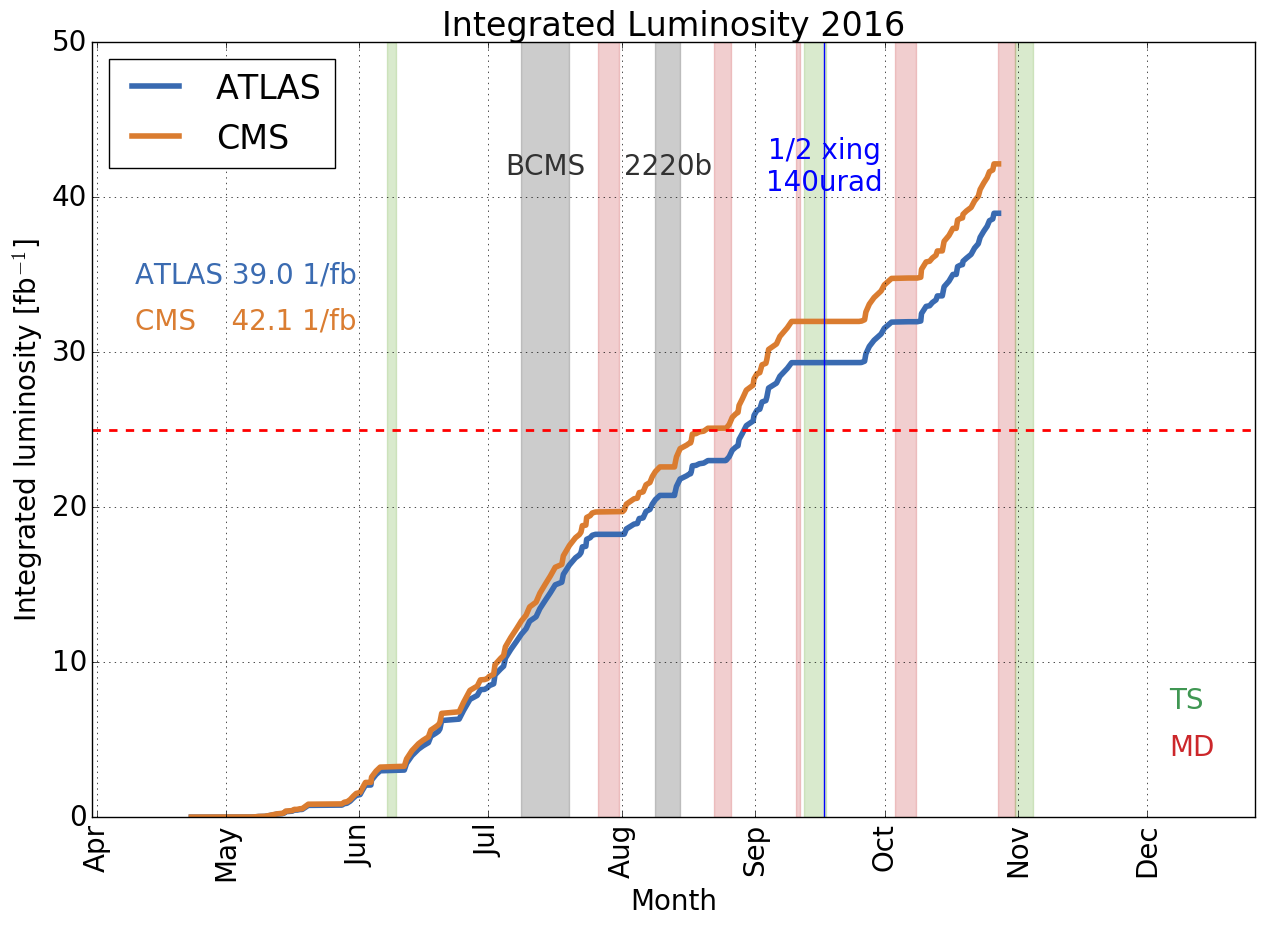 Integrated Luminosity 2016
Integrated luminosity [fb⁻¹]
50
40
30
20
10
0
ATLAS
CMS
BCMS
2220b
1/2 xing
140urad
ATLAS 39.0 1/fb
CMS 42.1 1/fb
TS
MD
Apr
May
Jun
Jul
Aug
Sep
Oct
Nov
Dec
Month